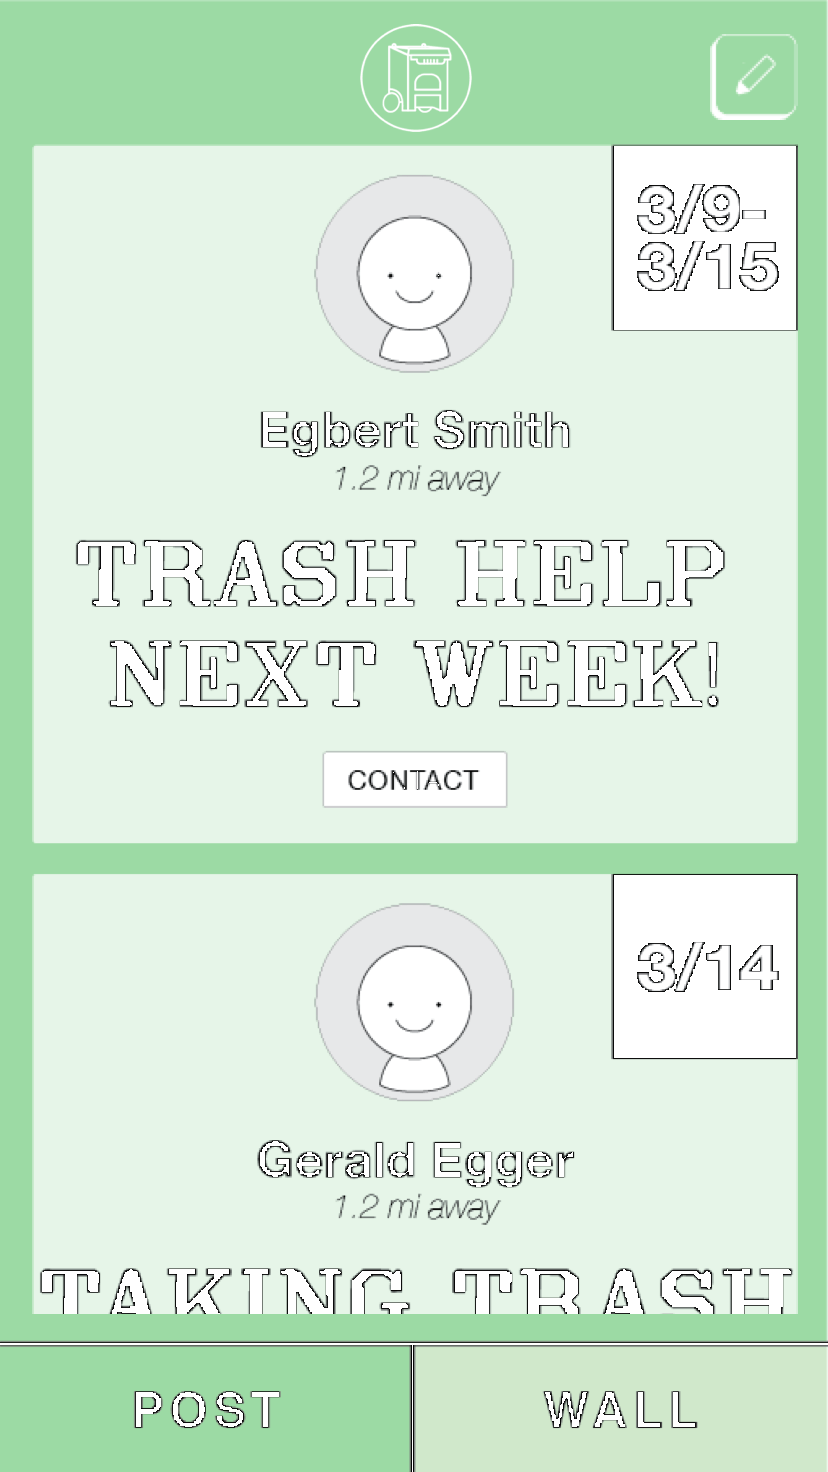 3/9-
3/15
Egbert Smith
1.2 mi away
TRASH HELP
NEXT WEEK!
CONTACT
3/14
Gerald Egger
1.2 mi away
TAKING TRASH
POST
WALL